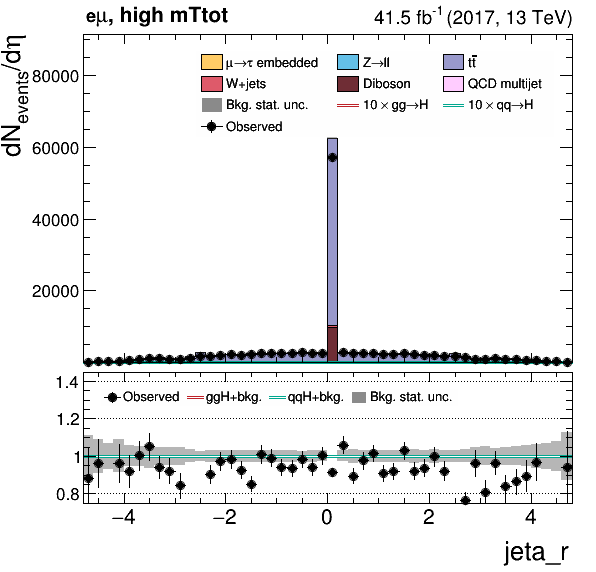 eμ, high mTtot 41.5 fb⁻¹ (2017, 13 TeV)
dN_events/dη
μ→τ embedded Z→ll tt̄
W+jets Diboson QCD multijet
Bkg. stat. unc. 10 × gg→H 10 × qq→H
Observed
80000
60000
40000
20000
0
Observed ggH+bkg. qqH+bkg. Bkg. stat. unc.
1.4
1.2
1
0.8
−4 −2 0 2 4
jeta_r